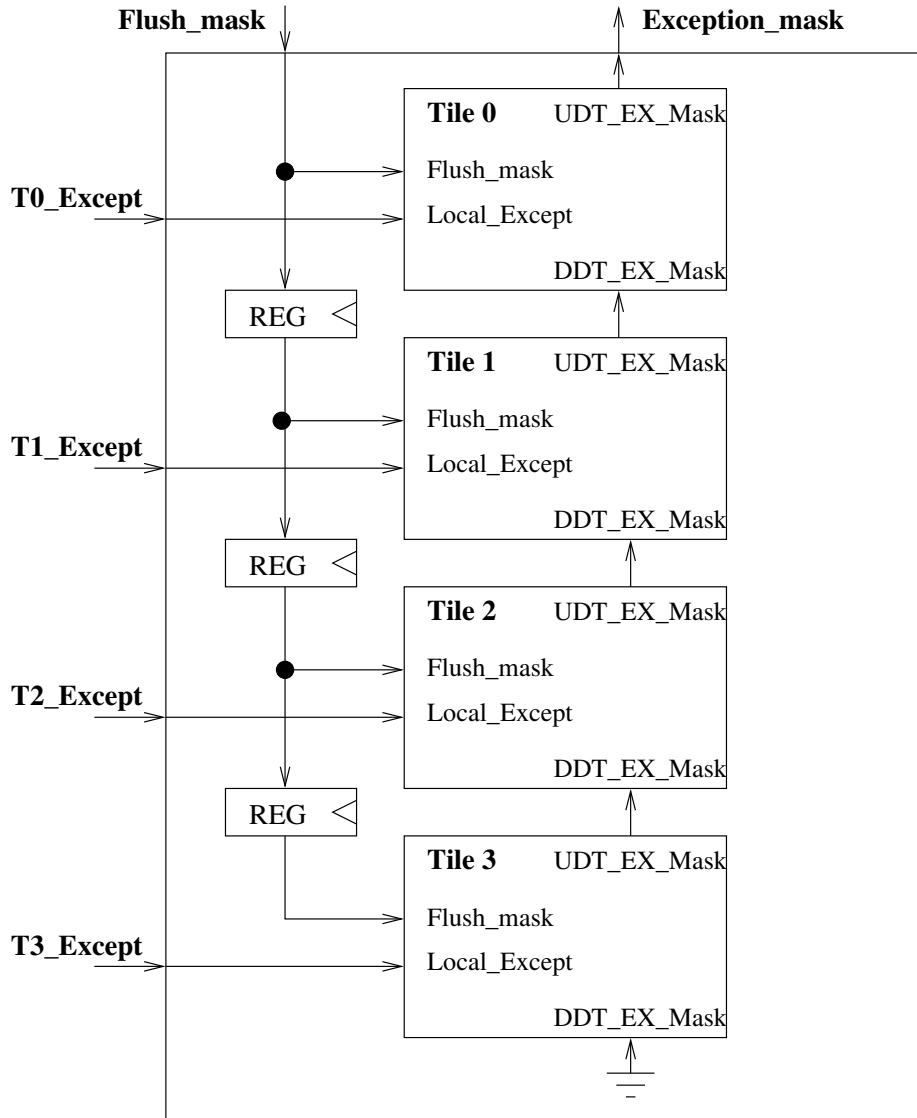 Flush_mask
Exception_mask
Tile 0 UDT_EX_Mask
Flush_mask
T0_Except
Local_Except
DDT_EX_Mask
REG
Tile 1 UDT_EX_Mask
Flush_mask
T1_Except
Local_Except
DDT_EX_Mask
REG
Tile 2 UDT_EX_Mask
Flush_mask
T2_Except
Local_Except
DDT_EX_Mask
REG
Tile 3 UDT_EX_Mask
Flush_mask
T3_Except
Local_Except
DDT_EX_Mask